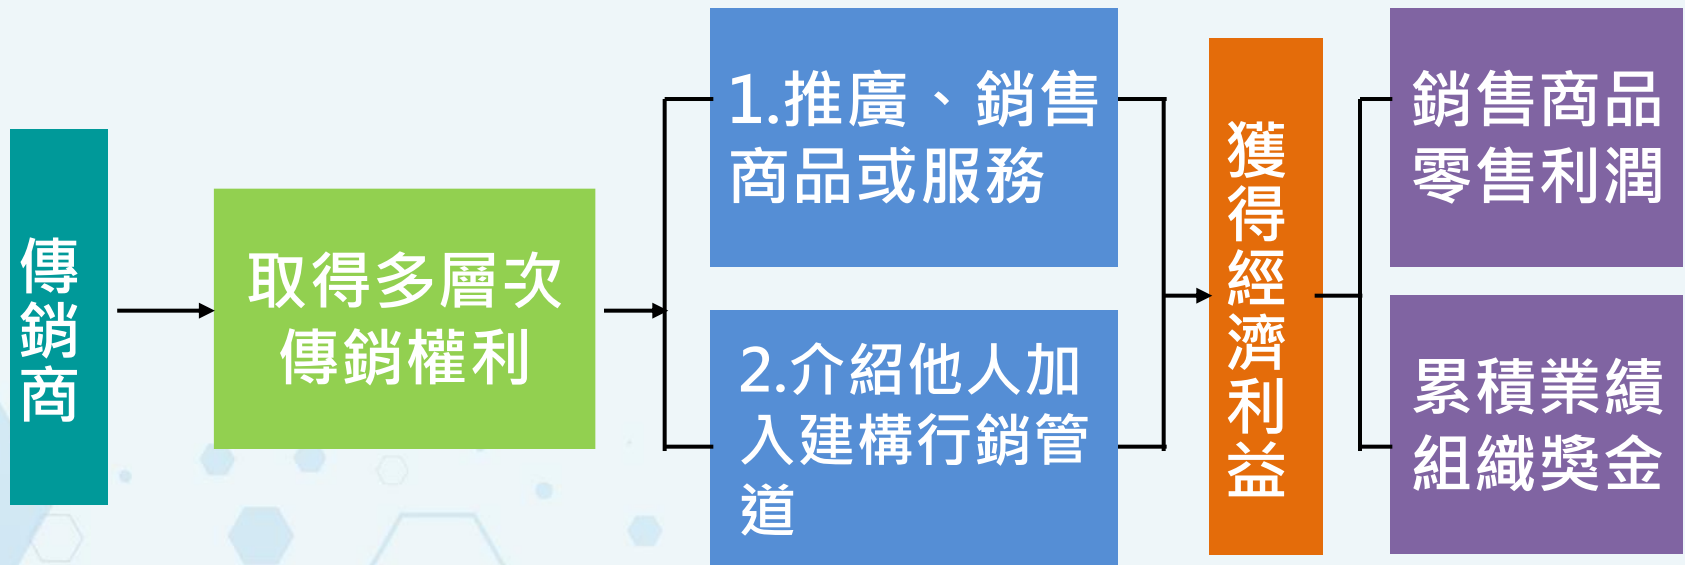 傳銷商
取得多層次
傳銷權利
1.推廣、銷售
商品或服務
2.介紹他人加
入建構行銷管
道
獲得經濟利益
銷售商品
零售利潤
累積業績
組織獎金